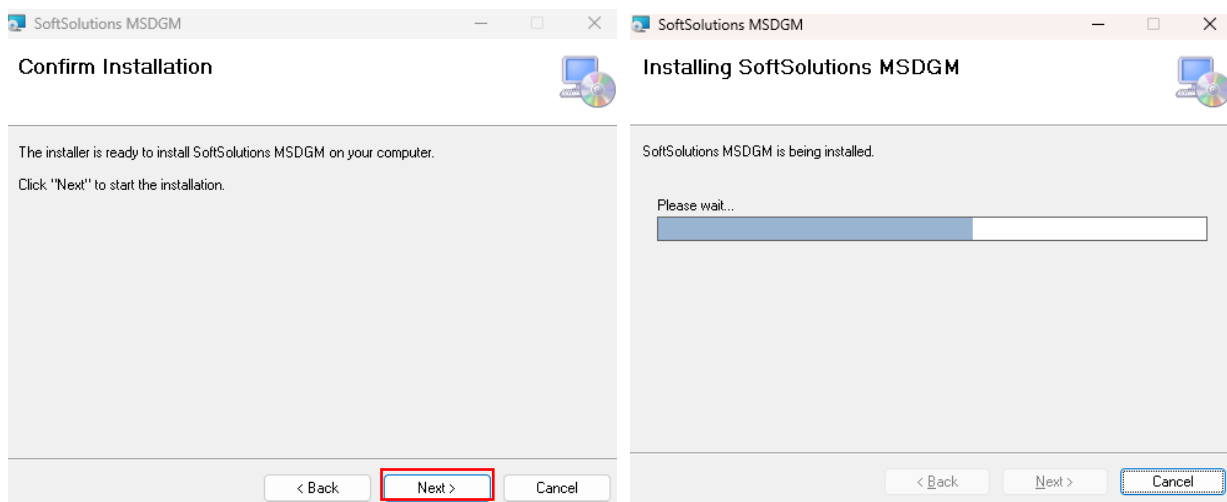 SoftSolutions MSDGM
Confirm Installation
The installer is ready to install SoftSolutions MSDGM on your computer.
Click "Next" to start the installation.
< Back
Next >
Cancel
SoftSolutions MSDGM
Installing SoftSolutions MSDGM
SoftSolutions MSDGM is being installed.
Please wait...
< Back
Next >
Cancel